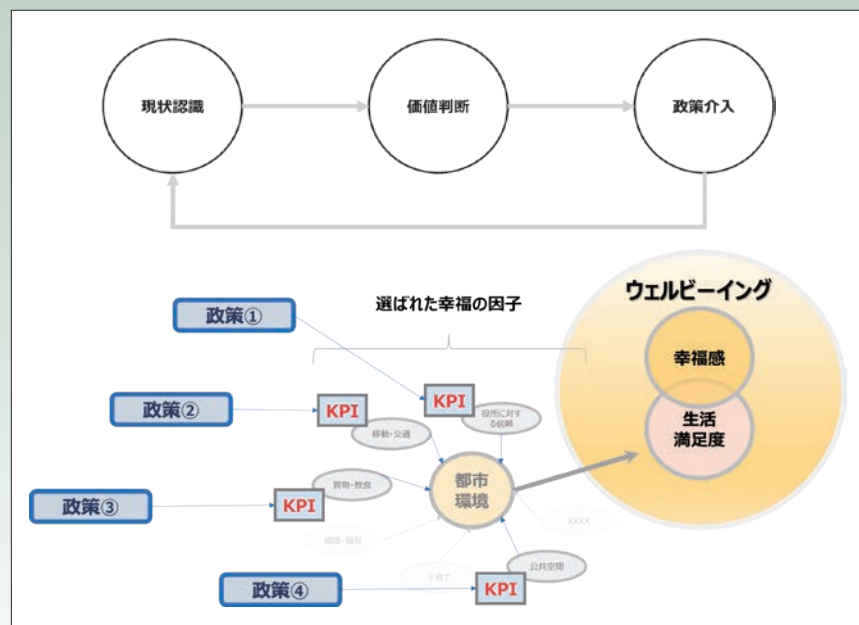 現状認識
価値判断
政策介入
ウェルビーイング
選ばれた幸福の因子
政策①
幸福感
政策②
KPI
KPI
役所に対す
る信頼
移動・交通
生活
満足度
都市
環境
買物・飲食
政策③
KPI
XXXX
健康・福祉
子育て
公共空間
政策④
KPI